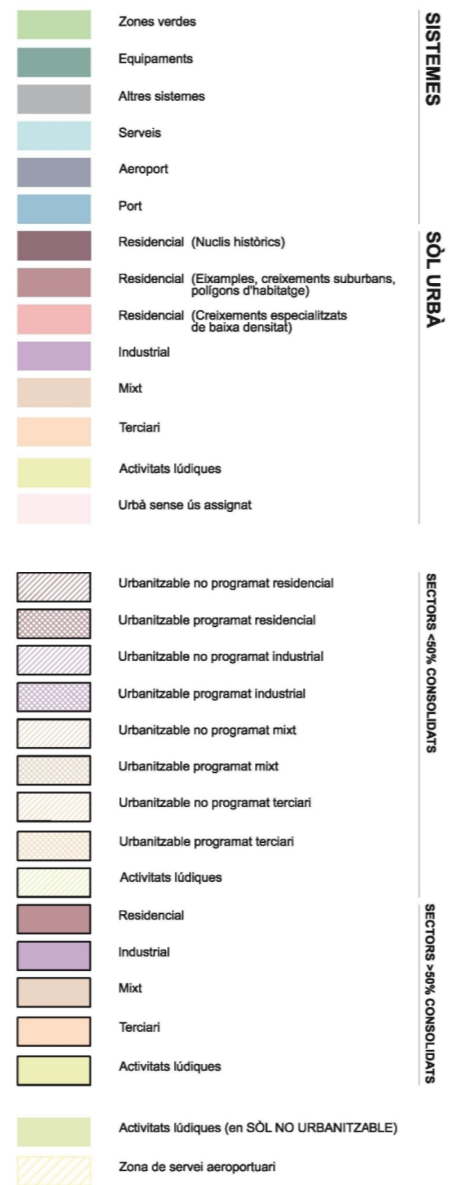 SISTEMES
Zones verdes
Equipaments
Altres sistemes
Serveis
Aeroport
Port
SÒL URBÀ
Residencial (Nuclis històrics)
Residencial (Eixamples, creixements suburbans,
polígons d'habitatge)
Residencial (Creixements especialitzats
de baixa densitat)
Industrial
Mixt
Terciari
Activitats lúdiques
Urbà sense ús assignat
SECTORS <50% CONSOLIDATS
Urbanitzable no programat residencial
Urbanitzable programat residencial
Urbanitzable no programat industrial
Urbanitzable programat industrial
Urbanitzable no programat mixt
Urbanitzable programat mixt
Urbanitzable no programat terciari
Urbanitzable programat terciari
Activitats lúdiques
SECTORS >50% CONSOLIDATS
Residencial
Industrial
Mixt
Terciari
Activitats lúdiques
Activitats lúdiques (en SÒL NO URBANITZABLE)
Zona de servei aeroportuari